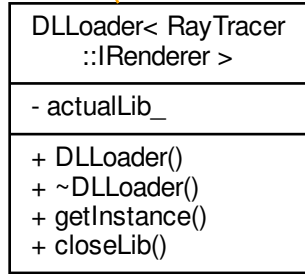 DLLoader< RayTracer
::IRenderer >
- actualLib_
+ DLLoader()
+ ~DLLoader()
+ getInstance()
+ closeLib()